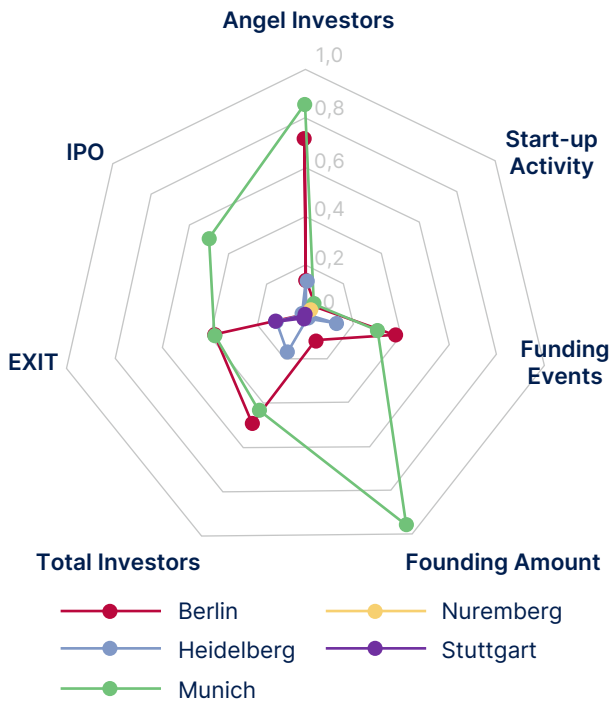 Angel Investors
1,0
0,8
0,6
0,4
0,2
0
Start-up
Activity
IPO
Funding
Events
EXIT
Total Investors
Founding Amount
Berlin
Nuremberg
Heidelberg
Stuttgart
Munich